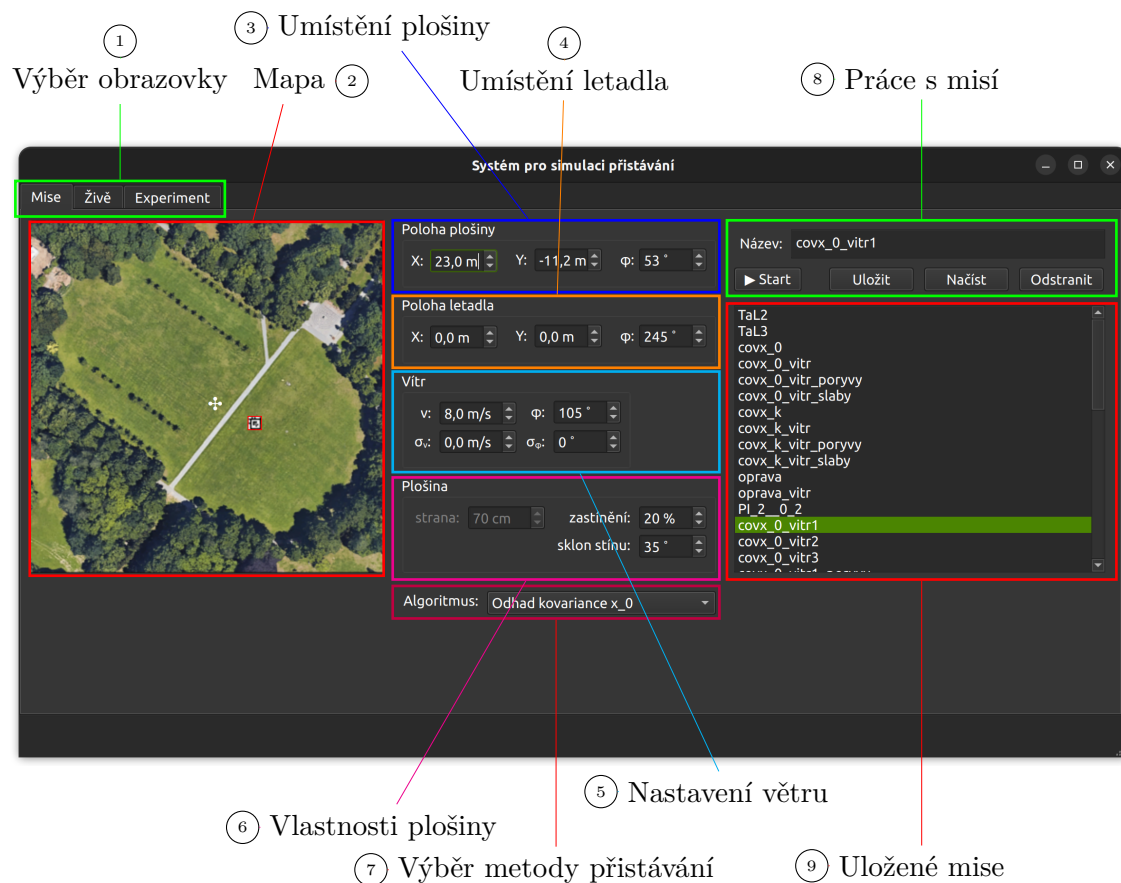 1
Výběr obrazovky
Mapa 2
3 Umístění plošiny
4
Umístění letadla
8 Práce s misí
Systém pro simulaci přistávání
Mise Živě Experiment
Poloha plošiny
X: 23,0 m Y: -11,2 m φ: 53 °
Poloha letadla
X: 0,0 m Y: 0,0 m φ: 245 °
Vítr
v: 8,0 m/s φ: 105 °
σᵥ: 0,0 m/s σᵩ: 0 °
Plošina
strana: 70 cm zastínění: 20 %
sklon stínu: 35 °
Algoritmus: Odhad kovariance x_0
Název: covx_0_vitr1
▶ Start Uložit Načíst Odstranit
TaL2
TaL3
covx_0
covx_0_vitr
covx_0_vitr_poryvy
covx_0_vitr_slaby
covx_k
covx_k_vitr
covx_k_vitr_poryvy
covx_k_vitr_slaby
oprava
oprava_vitr
PI_2__0_2
covx_0_vitr1
covx_0_vitr2
covx_0_vitr3
5 Nastavení větru
6 Vlastnosti plošiny
7 Výběr metody přistávání
9 Uložené mise